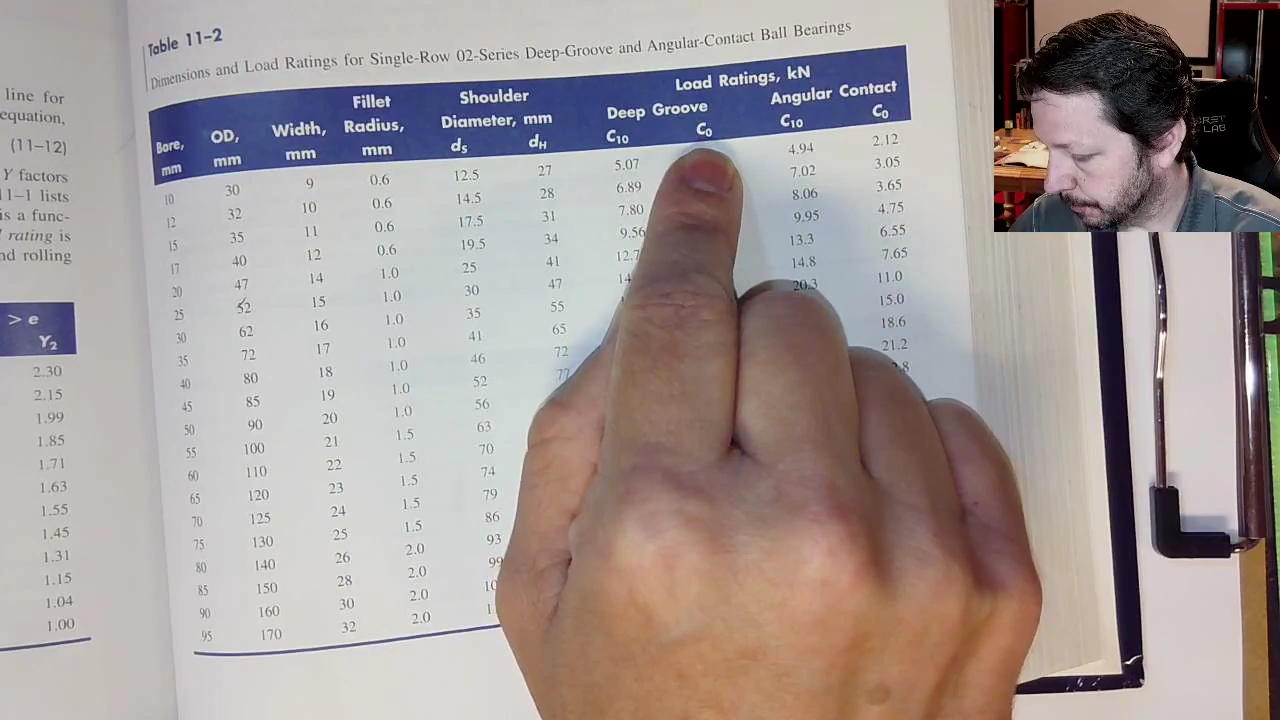 line for
equation,
(11–12)
Y factors
11–1 lists
is a func-
rating is
nd rolling
> e
Y2
2.30
2.15
1.99
1.85
1.71
1.63
1.55
1.45
1.31
1.15
1.04
1.00
Table 11–2
Dimensions and Load Ratings for Single-Row 02-Series Deep-Groove and Angular-Contact Ball Bearings
Fillet Shoulder Load Ratings, kN
Bore, OD, Width, Radius, Diameter, mm Deep Groove Angular Contact
mm mm mm mm dS dH C10 C0 C10 C0
10 30 9 0.6 12.5 27 5.07 4.94 2.12
12 32 10 0.6 14.5 28 6.89 7.02 3.05
15 35 11 0.6 17.5 31 7.80 8.06 3.65
17 40 12 0.6 19.5 34 9.56 9.95 4.75
20 47 14 1.0 25 41 12.7 13.3 6.55
25 52 15 1.0 30 47 14.8 7.65
30 62 16 1.0 35 55 20.3 11.0
35 72 17 1.0 41 65 15.0
40 80 18 1.0 46 72 18.6
45 85 19 1.0 52 77 21.2
50 90 20 1.0 56
55 100 21 1.5 63
60 110 22 1.5 70
65 120 23 1.5 74
70 125 24 1.5 79
75 130 25 1.5 86
80 140 26 2.0 93
85 150 28 2.0 99
90 160 30 2.0
95 170 32 2.0